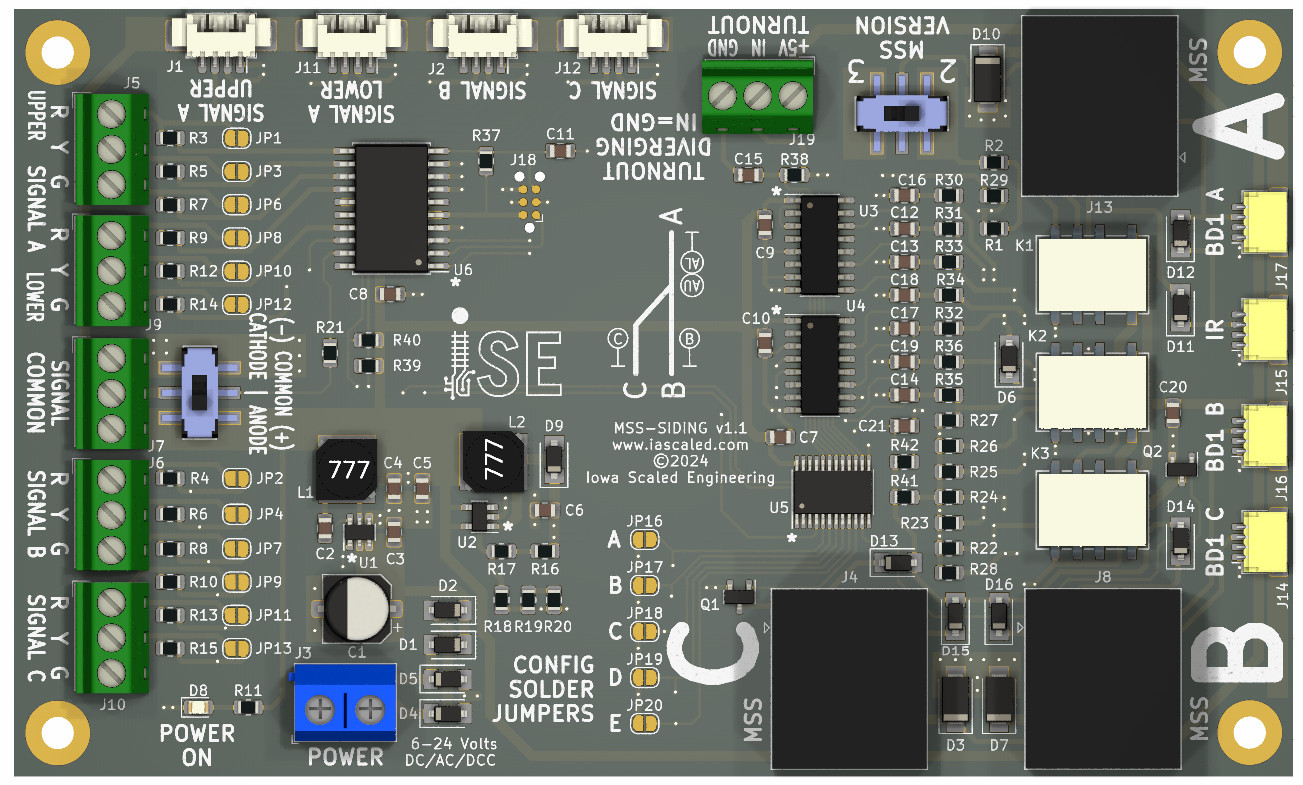 J1
SIGNAL A
UPPER
J11
SIGNAL A
LOWER
J2
SIGNAL B
J12
SIGNAL C
TURNOUT
+5V IN GND
J19
TURNOUT
DIVERGING
IN=GND
MSS
VERSION
3 2
D10
MSS
A
J13
J5
UPPER SIGNAL A LOWER
R Y G
R Y G
J9
SIGNAL
COMMON
J7
J6
SIGNAL B
R Y G
SIGNAL C
R Y G
J10
R3 JP1
R5 JP3
R7 JP6
R9 JP8
R12 JP10
R14 JP12
(-) COMMON (+)
CATHODE | ANODE
R4 JP2
R6 JP4
R8 JP7
R10 JP9
R13 JP11
R15 JP13
D8 R11
POWER
ON
R37
C11
J18
U6
*
C8
R21
R40
R39
SE
A
AL
AU
C
B
C
B
MSS-SIDING v1.1
www.iascaled.com
©2024
Iowa Scaled Engineering
C15 R38
*
U3
C9
*
U4
C10
C7
U5
*
C16 R30 R29
R2
C12 R31
R1
C13 R33
C18 R34
C17 R32
C19 R36
C14 R35
C21 R27
R42 R26
R25
R41 R24
R23
R22
R28
D13
K1
K2
D6
K3
D12
D11
C20
Q2
D14
BD1 A
J17
IR
J15
BD1 B
J16
BD1 C
J14
777
L1
C4 C5
C2
U1
*
C3
777
L2
D9
U2
*
C6
R17 R16
R18 R19 R20
C1
+
D2
D1
D5
D4
J3
POWER
6-24 Volts
DC/AC/DCC
CONFIG
SOLDER
JUMPERS
JP16
A
JP17
B
JP18
C
JP19
D
JP20
E
Q1
J4
C
MSS
D15
D16
D3
D7
J8
B
MSS